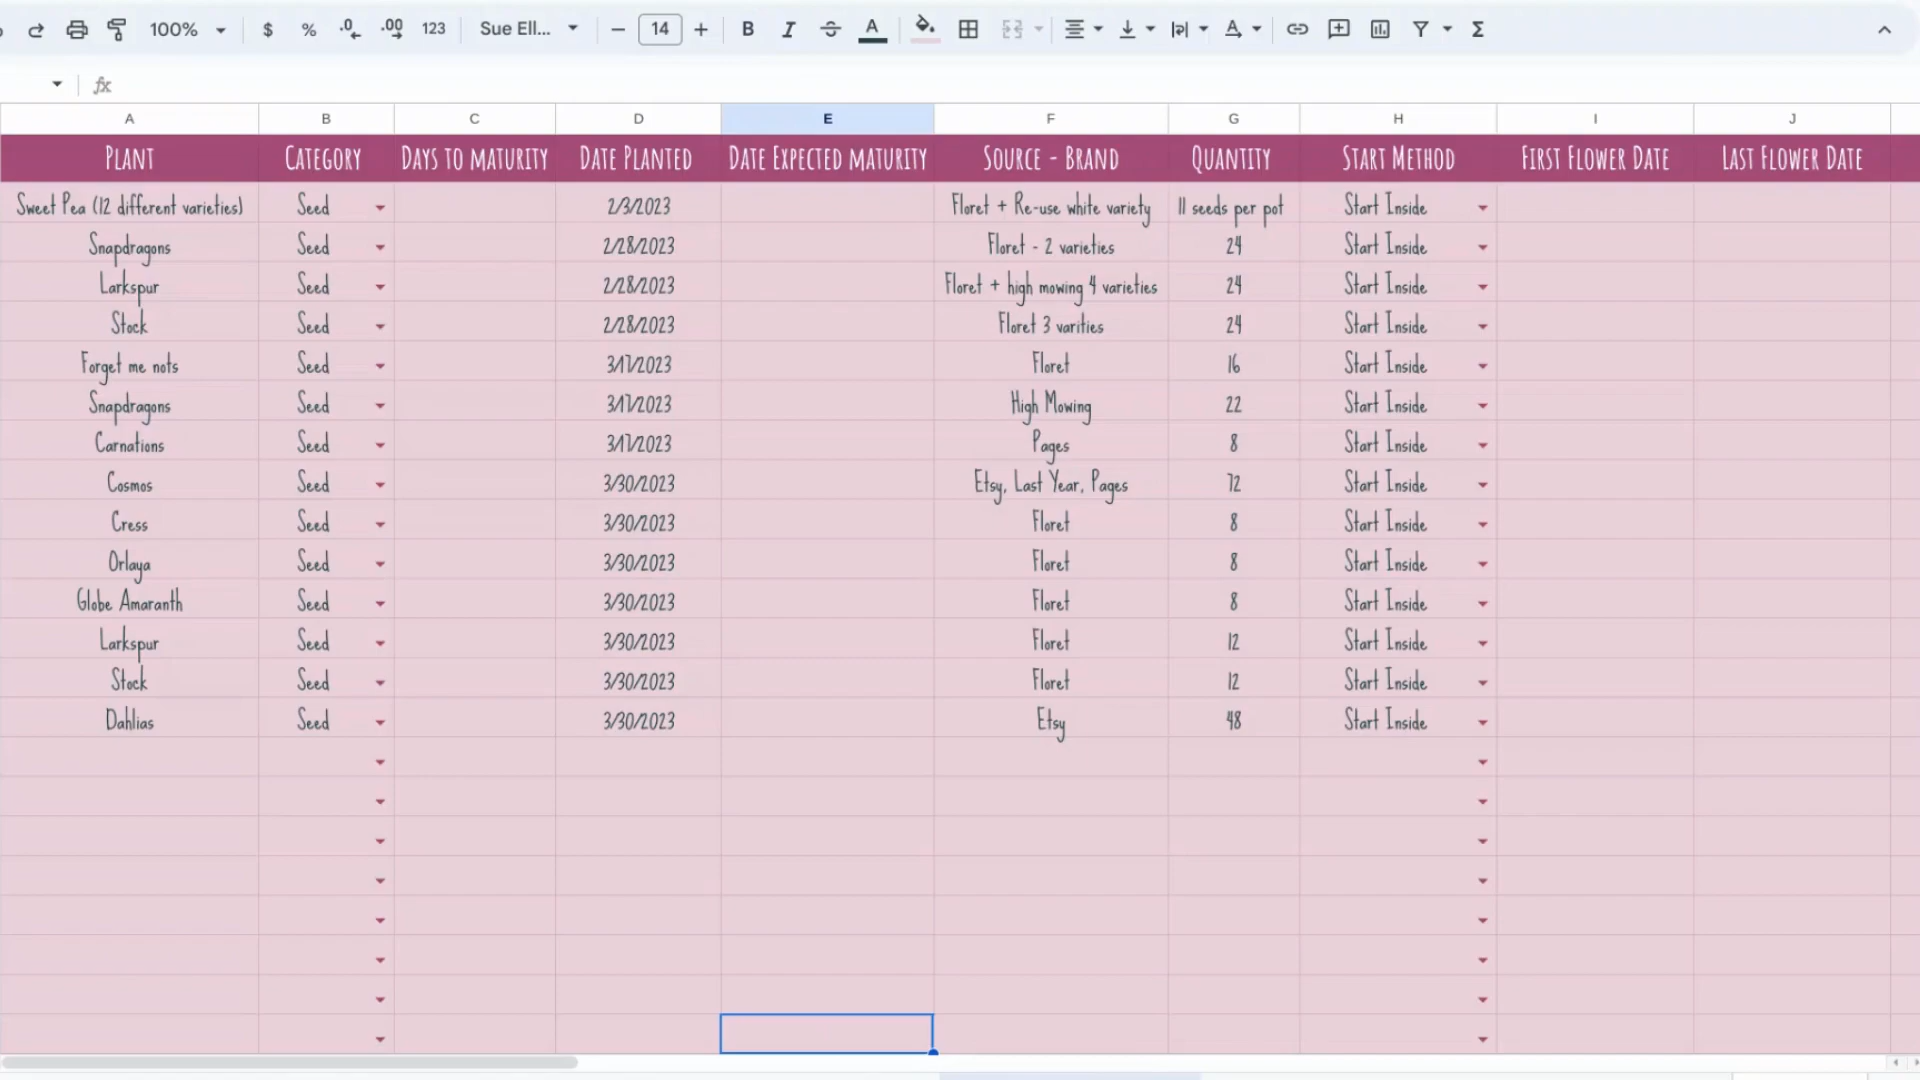 100% $ % .0 .00 123 Sue Ell... 14 B I A A Σ
fx
A B C D E F G H I J
PLANT CATEGORY DAYS TO MATURITY DATE PLANTED DATE EXPECTED MATURITY SOURCE - BRAND QUANTITY START METHOD FIRST FLOWER DATE LAST FLOWER DATE
Sweet Pea (12 different varieties) Seed 2/3/2023 Floret + Re-use white variety 11 seeds per pot Start Inside
Snapdragons Seed 2/28/2023 Floret - 2 varieties 24 Start Inside
Larkspur Seed 2/28/2023 Floret + high mowing 4 varieties 24 Start Inside
Stock Seed 2/28/2023 Floret 3 varities 24 Start Inside
Forget me nots Seed 3/17/2023 Floret 16 Start Inside
Snapdragons Seed 3/17/2023 High Mowing 22 Start Inside
Carnations Seed 3/17/2023 Pages 8 Start Inside
Cosmos Seed 3/30/2023 Etsy, Last Year, Pages 72 Start Inside
Cress Seed 3/30/2023 Floret 8 Start Inside
Orlaya Seed 3/30/2023 Floret 8 Start Inside
Globe Amaranth Seed 3/30/2023 Floret 8 Start Inside
Larkspur Seed 3/30/2023 Floret 12 Start Inside
Stock Seed 3/30/2023 Floret 12 Start Inside
Dahlias Seed 3/30/2023 Etsy 48 Start Inside